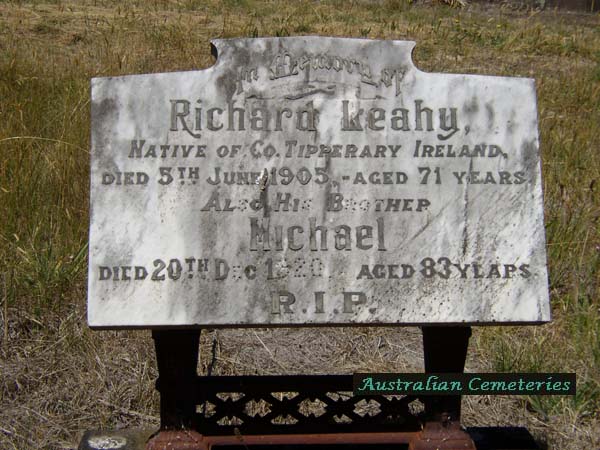 In Memory of
Richard Leahy,
Native of Co. Tipperary Ireland,
died 5th June 1905, - aged 71 years.
Also His Brother
Michael
died 20th Dec 1920, aged 83 years.
R.I.P.
Australian Cemeteries